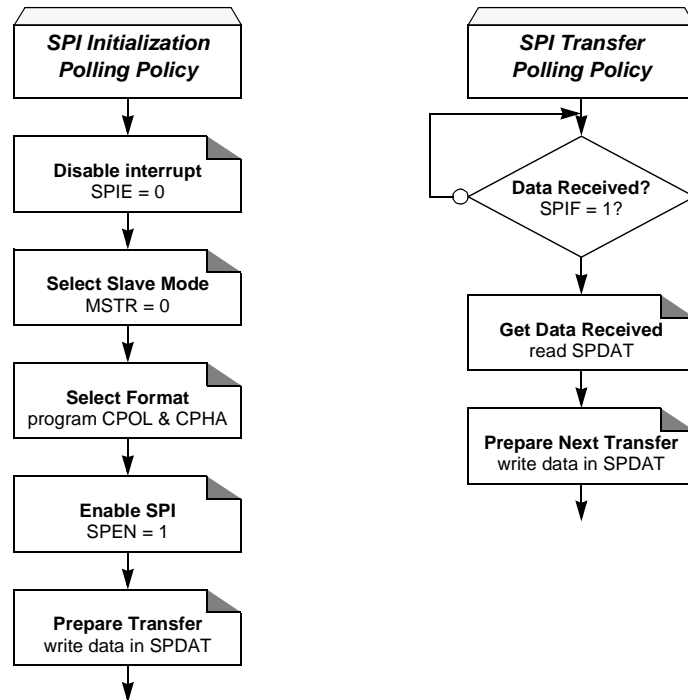 SPI Initialization
Polling Policy
Disable interrupt
SPIE = 0
Select Slave Mode
MSTR = 0
Select Format
program CPOL & CPHA
Enable SPI
SPEN = 1
Prepare Transfer
write data in SPDAT
SPI Transfer
Polling Policy
Data Received?
SPIF = 1?
Get Data Received
read SPDAT
Prepare Next Transfer
write data in SPDAT